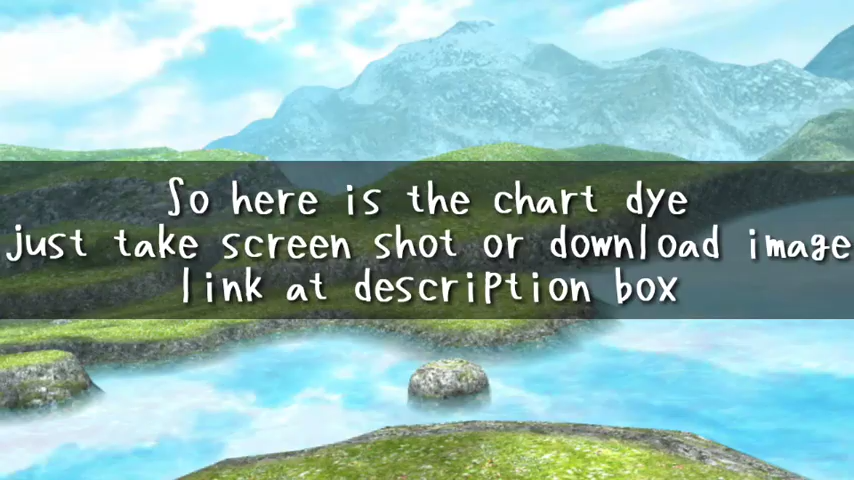 So here is the chart dye
just take screen shot or download image
link at description box